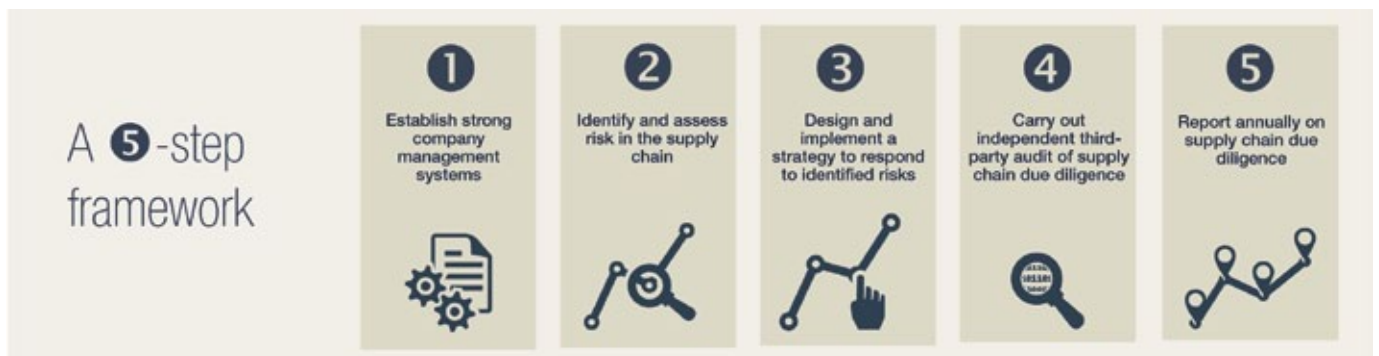 A 5-step
framework
1
Establish strong
company
management
systems
2
Identify and assess
risk in the supply
chain
3
Design and
implement a
strategy to respond
to identified risks
4
Carry out
independent third-
party audit of supply
chain due diligence
5
Report annually on
supply chain due
diligence